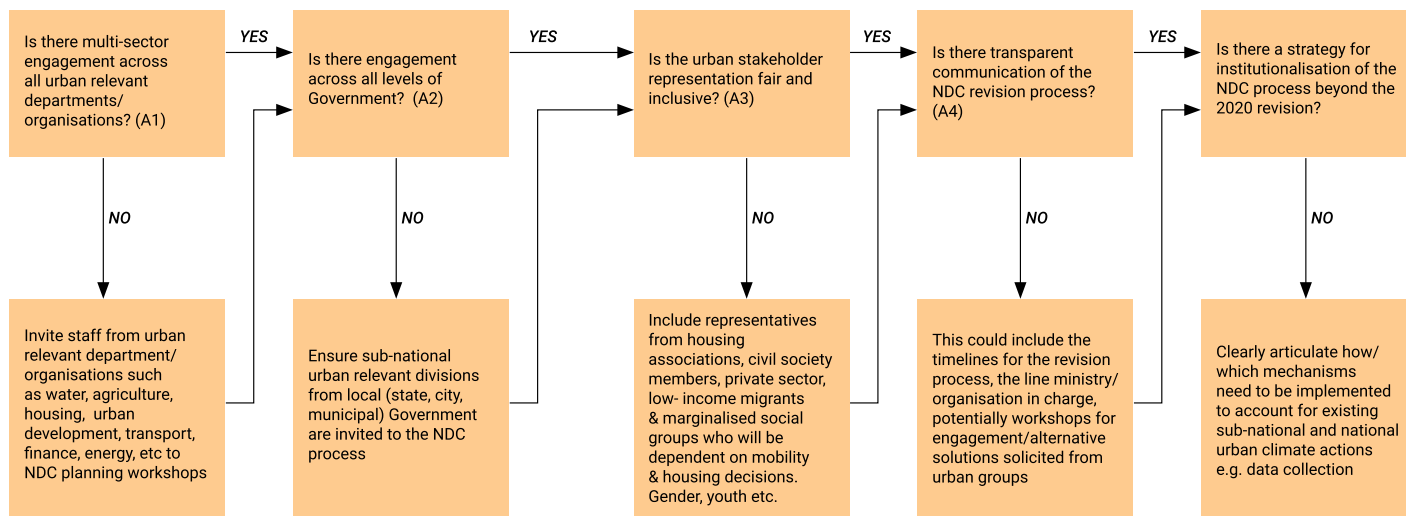 Is there multi-sector
engagement across
all urban relevant
departments/
organisations? (A1)
YES
Is there engagement
across all levels of
Government?  (A2)
YES
Is the urban stakeholder
representation fair and
inclusive? (A3)
YES
Is there transparent
communication of the
NDC revision process?
(A4)
YES
Is there a strategy for
institutionalisation of the
NDC process beyond the
2020 revision?
NO
NO
NO
NO
NO
Invite staff from urban
relevant department/
organisations such
as water, agriculture,
housing,  urban
development, transport,
finance, energy, etc to
NDC planning workshops
Ensure sub-national
urban relevant divisions
from local (state, city,
municipal) Government
are invited to the NDC
process
Include representatives
from housing
associations, civil society
members, private sector,
low- income migrants
& marginalised social
groups who will be
dependent on mobility
& housing decisions.
Gender, youth etc.
This could include the
timelines for the revision
process, the line ministry/
organisation in charge,
potentially workshops for
engagement/alternative
solutions solicited from
urban groups
Clearly articulate how/
which mechanisms
need to be implemented
to account for existing
sub-national and national
urban climate actions
e.g. data collection